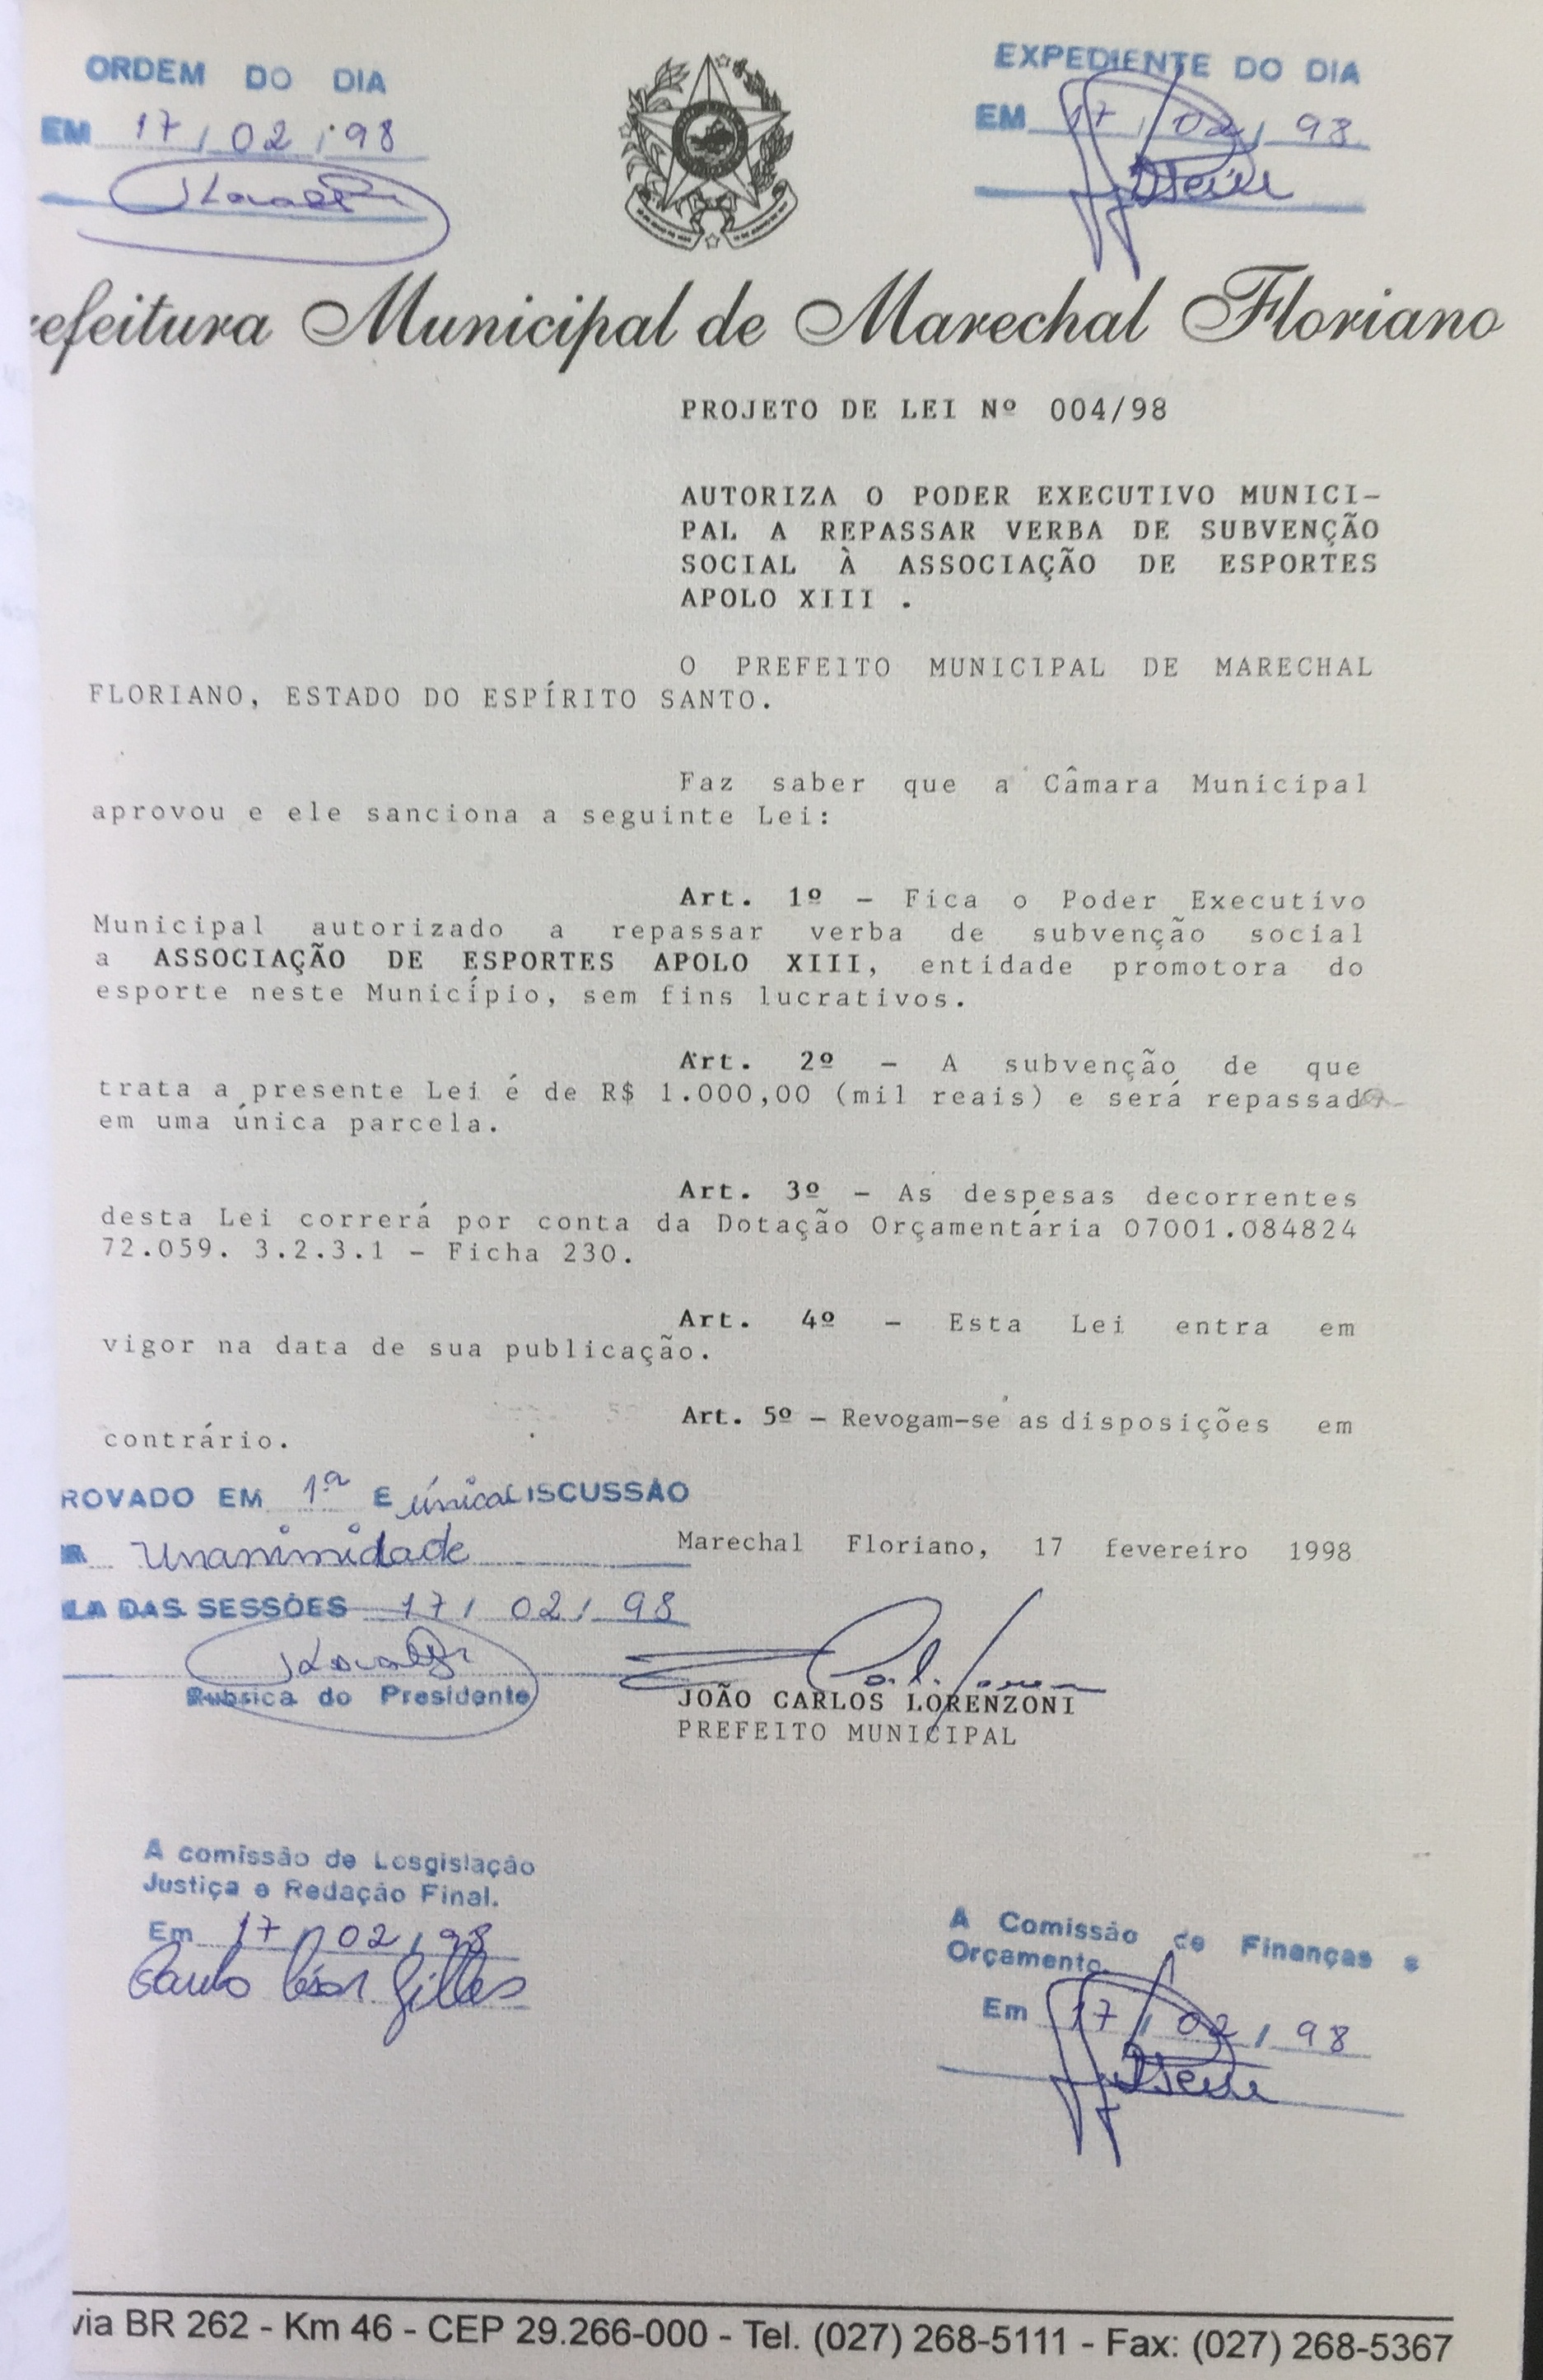 ORDEM DO DIA
EM 17/02/98
EXPEDIENTE DO DIA
EM 17/02/98
efeitura Municipal de Marechal Floriano
PROJETO DE LEI Nº 004/98
AUTORIZA O PODER EXECUTIVO MUNICI-
PAL A REPASSAR VERBA DE SUBVENÇÃO
SOCIAL À ASSOCIAÇÃO DE ESPORTES
APOLO XIII .
O PREFEITO MUNICIPAL DE MARECHAL
FLORIANO, ESTADO DO ESPÍRITO SANTO.
Faz saber que a Câmara Municipal
aprovou e ele sanciona a seguinte Lei:
Art. 1º - Fica o Poder Executivo
Municipal autorizado a repassar verba de subvenção social
a ASSOCIAÇÃO DE ESPORTES APOLO XIII, entidade promotora do
esporte neste Município, sem fins lucrativos.
Art. 2º - A subvenção de que
trata a presente Lei é de R$ 1.000,00 (mil reais) e será repassada
em uma única parcela.
Art. 3º - As despesas decorrentes
desta Lei correrá por conta da Dotação Orçamentária 07001.084824
72.059. 3.2.3.1 - Ficha 230.
Art. 4º - Esta Lei entra em
vigor na data de sua publicação.
Art. 5º - Revogam-se as disposições em
contrário.
ROVADO EM 1ª E única ISCUSSÃO
R Unanimidade
Marechal Floriano, 17 fevereiro 1998
LA DAS SESSÕES 17/02/98
Rubrica do Presidente
JOÃO CARLOS LORENZONI
PREFEITO MUNICIPAL
A comissão de Losgislação
Justiça e Redação Final.
Em 17/02/98
A Comissão de Finanças e
Orçamento.
Em 17/02/98
via BR 262 - Km 46 - CEP 29.266-000 - Tel. (027) 268-5111 - Fax: (027) 268-5367